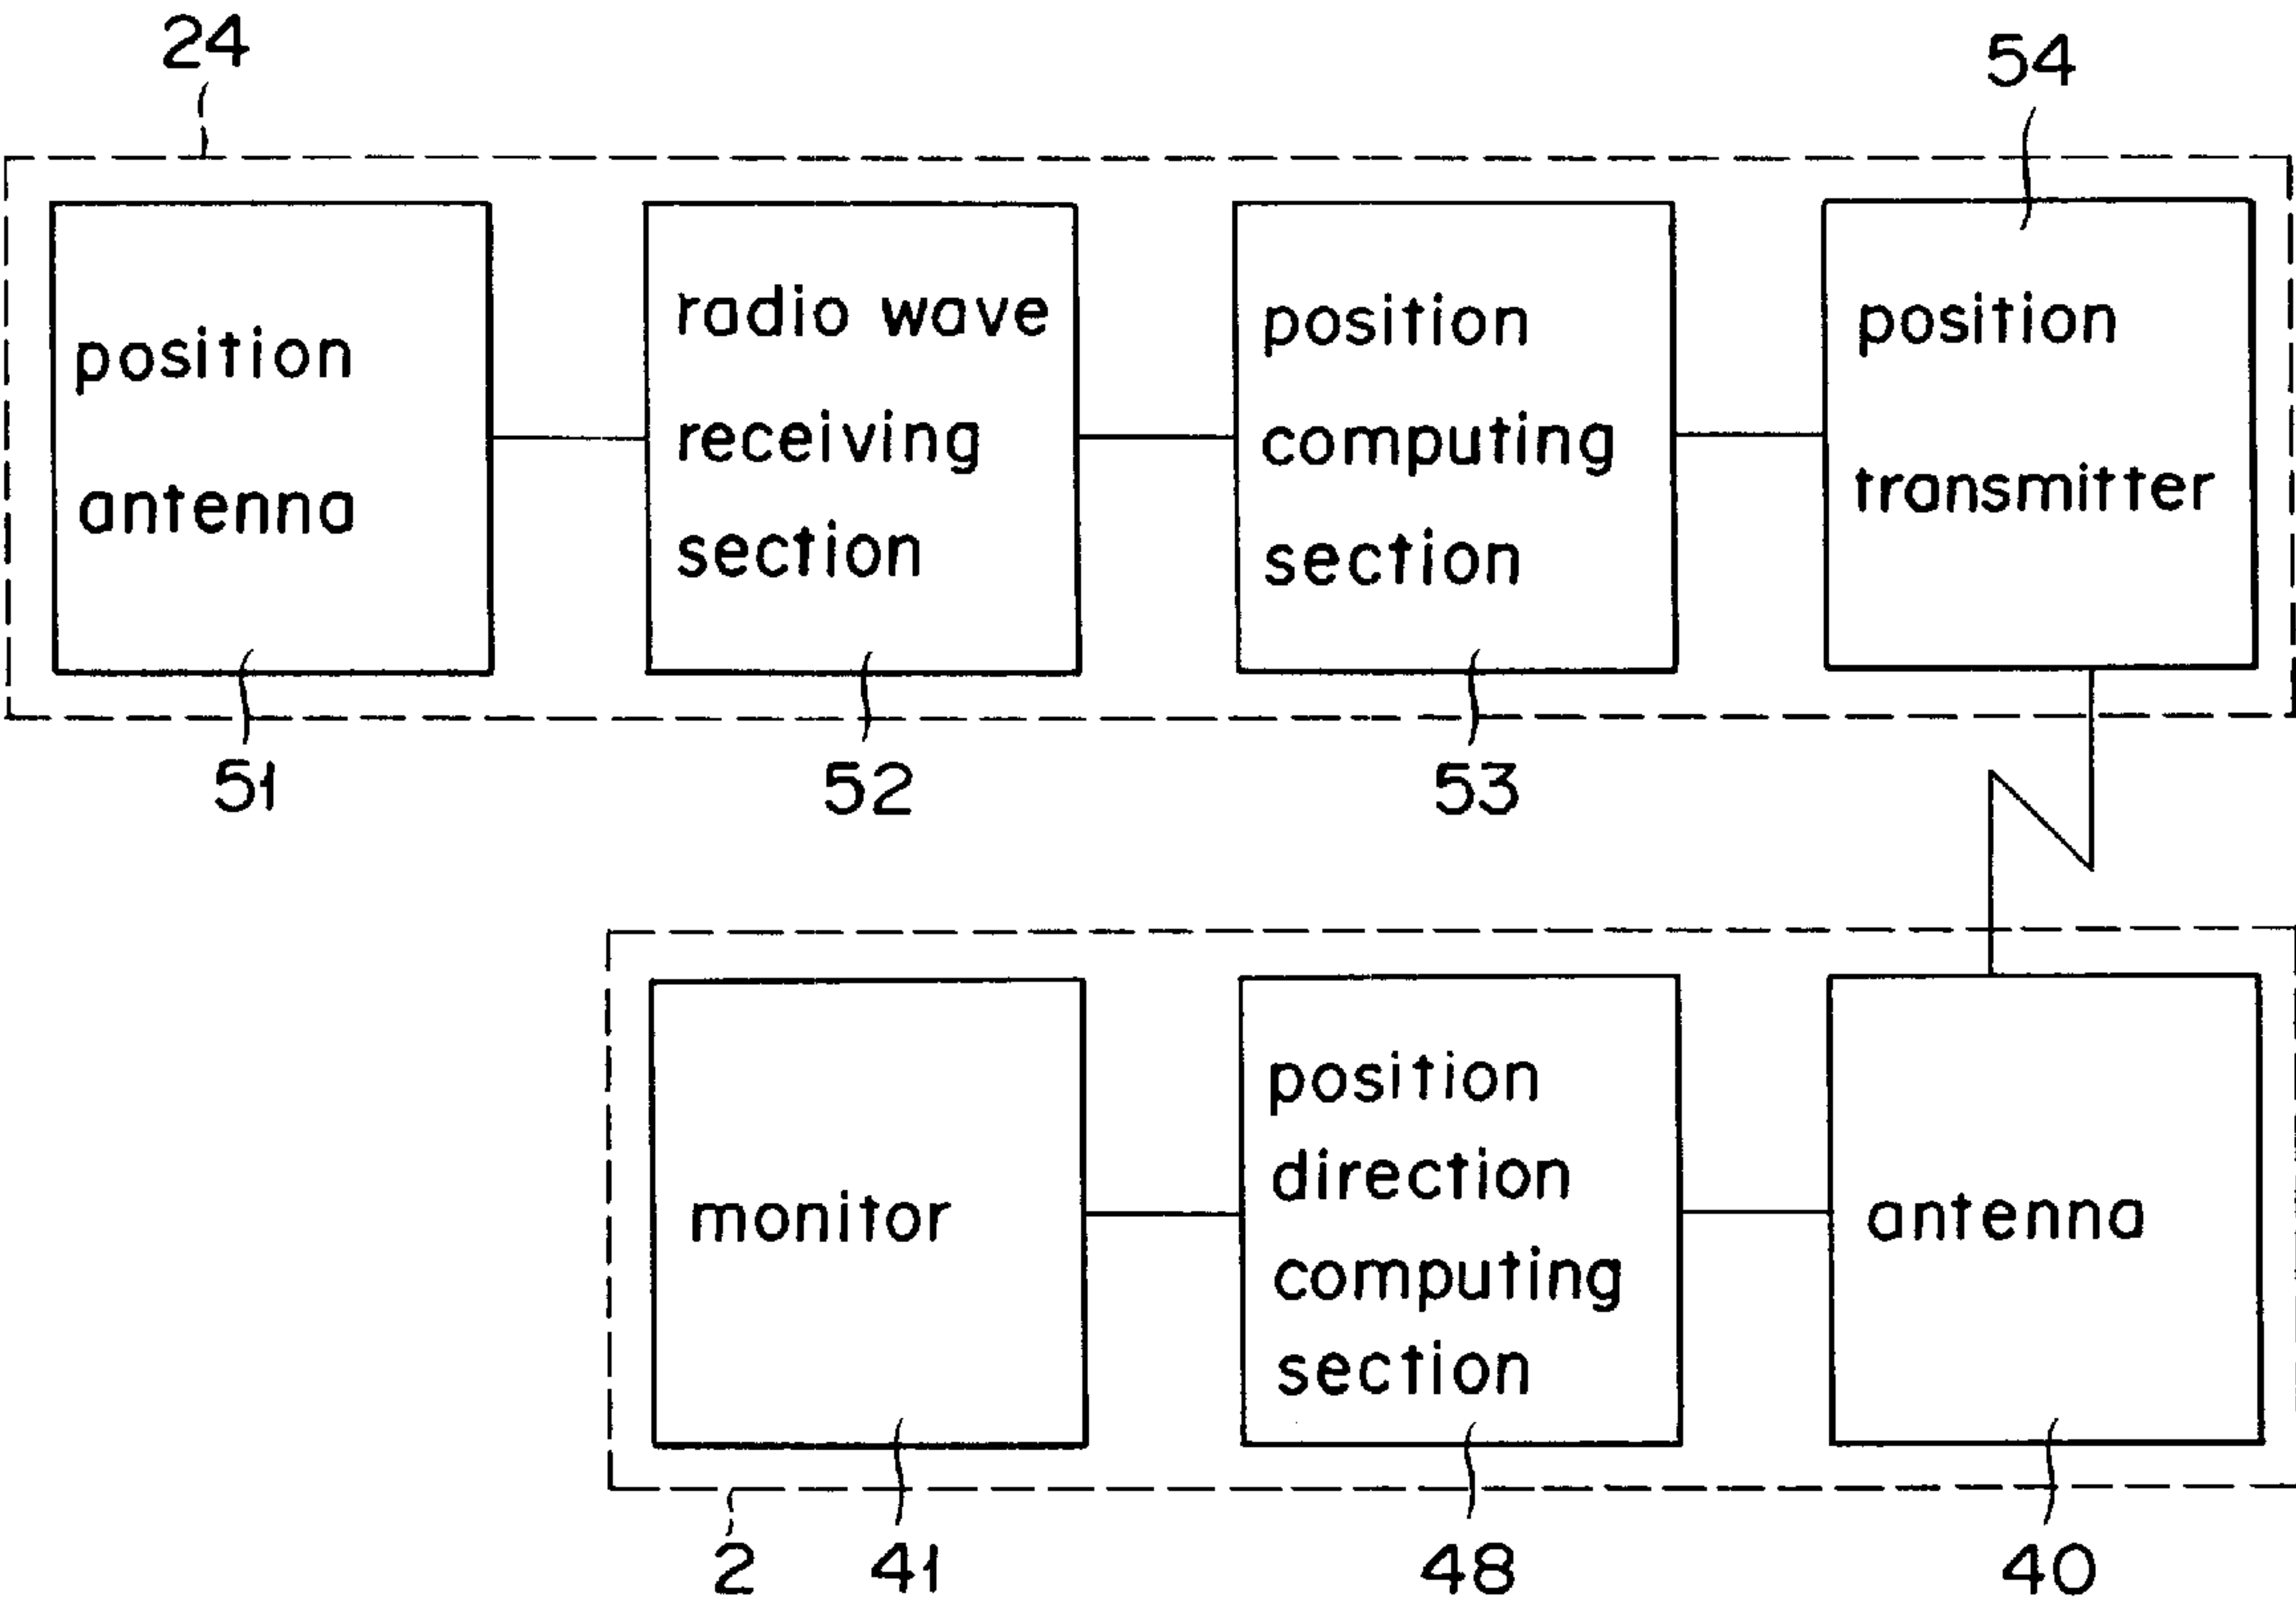 24
54
position
antenna
radio wave
receiving
section
position
computing
section
position
transmitter
51
52
53
monitor
position
direction
computing
section
antenna
2
41
48
40